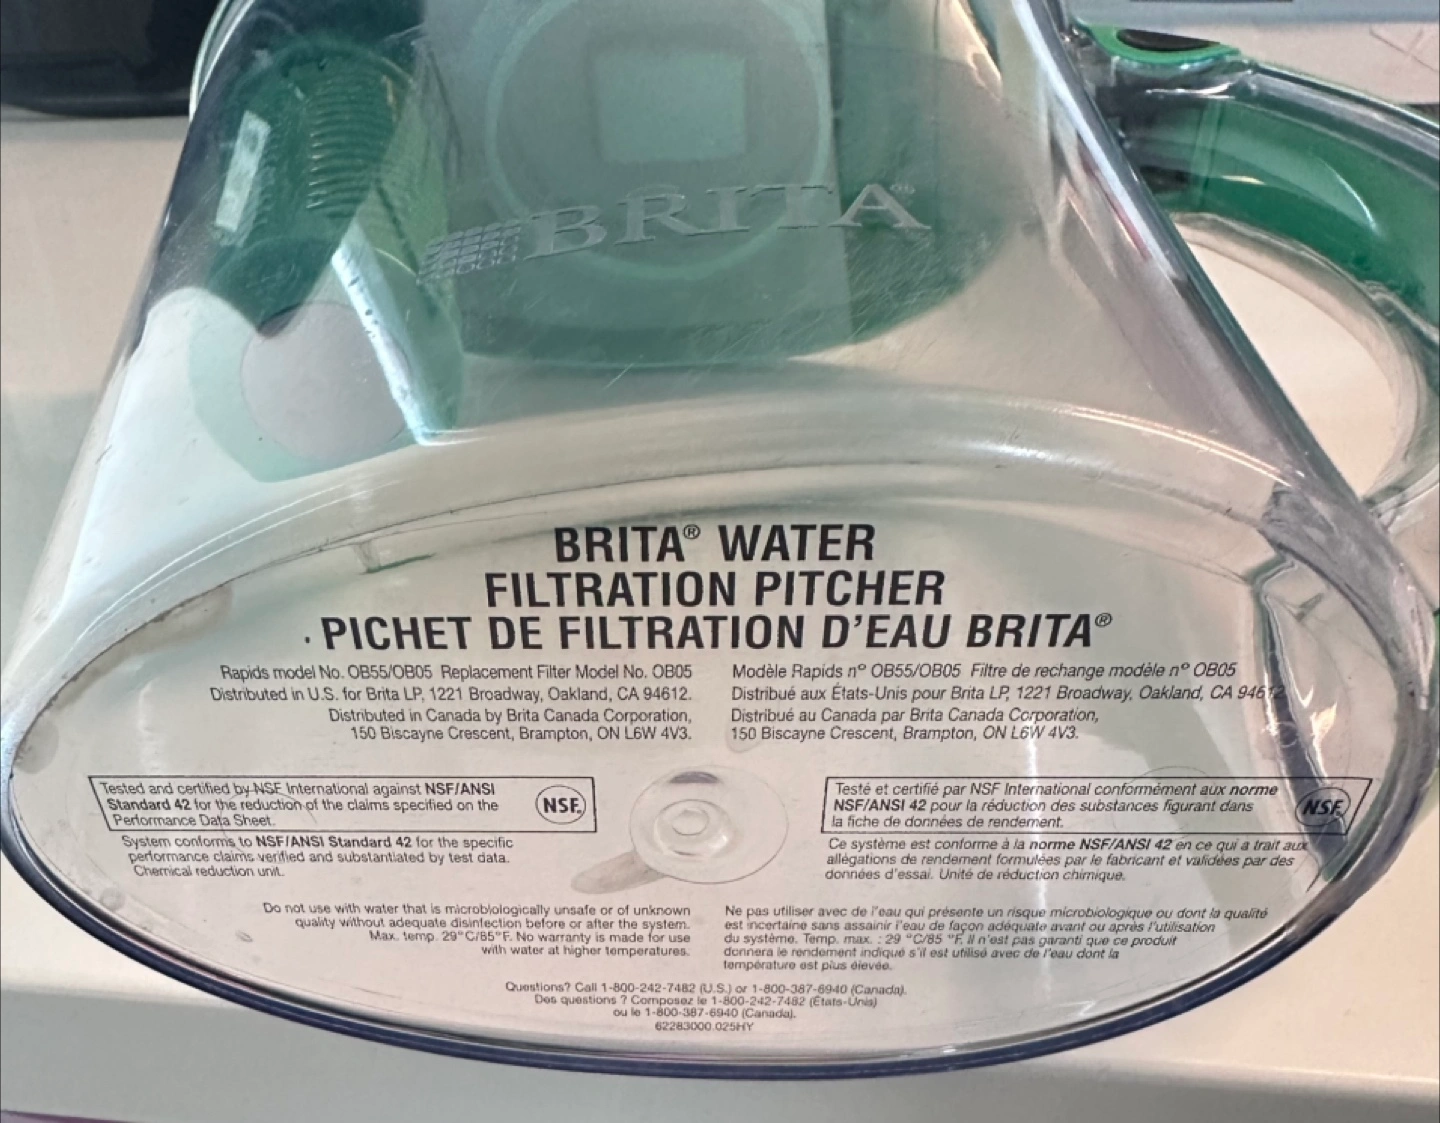 BRITA®
BRITA® WATER
FILTRATION PITCHER
PICHET DE FILTRATION D'EAU BRITA®
Rapids model No. OB55/OB05 Replacement Filter Model No. OB05
Distributed in U.S. for Brita LP, 1221 Broadway, Oakland, CA 94612.
Distributed in Canada by Brita Canada Corporation,
150 Biscayne Crescent, Brampton, ON L6W 4V3.
Modèle Rapids nº OB55/OB05 Filtre de rechange modèle nº OB05
Distribué aux États-Unis pour Brita LP, 1221 Broadway, Oakland, CA 94612
Distribué au Canada par Brita Canada Corporation,
150 Biscayne Crescent, Brampton, ON L6W 4V3.
Tested and certified by NSF International against NSF/ANSI
Standard 42 for the reduction of the claims specified on the
Performance Data Sheet.
NSF.
System conforms to NSF/ANSI Standard 42 for the specific
performance claims verified and substantiated by test data.
Chemical reduction unit.
Testé et certifié par NSF International conformément aux norme
NSF/ANSI 42 pour la réduction des substances figurant dans
la fiche de données de rendement.
NSF.
Ce système est conforme à la norme NSF/ANSI 42 en ce qui a trait aux
allégations de rendement formulées par le fabricant et validées par des
données d'essai. Unité de réduction chimique.
Do not use with water that is microbiologically unsafe or of unknown
quality without adequate disinfection before or after the system.
Max. temp. 29°C/85°F. No warranty is made for use
with water at higher temperatures.
Ne pas utiliser avec de l'eau qui présente un risque microbiologique ou dont la qualité
est incertaine sans assainir l'eau de façon adéquate avant ou après l'utilisation
du système. Temp. max. : 29 °C/85 °F. Il n'est pas garanti que ce produit
donnera le rendement indiqué s'il est utilisé avec de l'eau dont la
température est plus élevée.
Questions? Call 1-800-242-7482 (U.S.) or 1-800-387-6940 (Canada).
Des questions ? Composez le 1-800-242-7482 (États-Unis)
ou le 1-800-387-6940 (Canada).
62283000.025HY